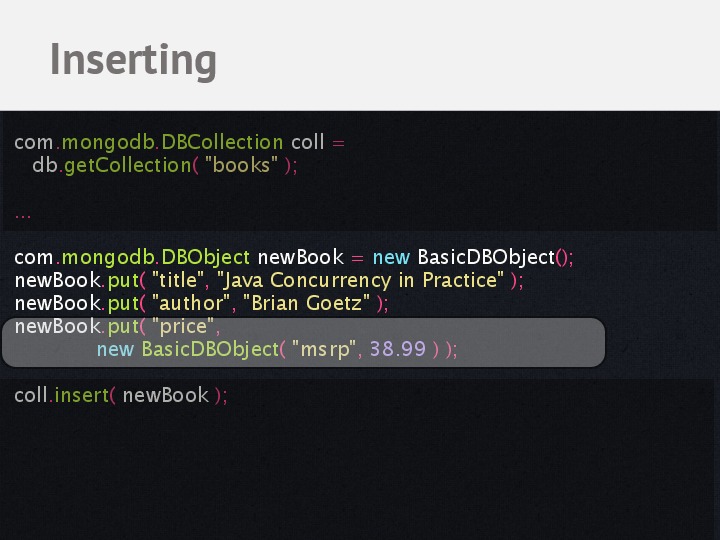 Inserting
com.mongodb.DBCollection coll =
db.getCollection( "books" );
...
com.mongodb.DBObject newBook = new BasicDBObject();
newBook.put( "title", "Java Concurrency in Practice" );
newBook.put( "author", "Brian Goetz" );
newBook.put( "price",
new BasicDBObject( "msrp", 38.99 ) );
coll.insert( newBook );